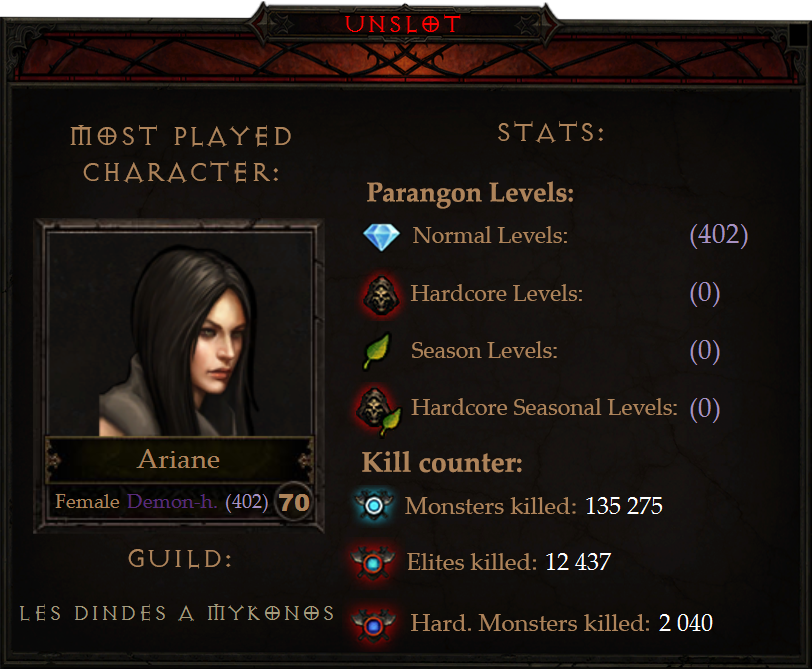 UNSLOT
MOST PLAYED
CHARACTER:
Ariane
Female Demon-h. (402) 70
GUILD:
LES DINDES A MYKONOS
STATS:
Parangon Levels:
Normal Levels: (402)
Hardcore Levels: (0)
Season Levels: (0)
Hardcore Seasonal Levels: (0)
Kill counter:
Monsters killed: 135 275
Elites killed: 12 437
Hard. Monsters killed: 2 040